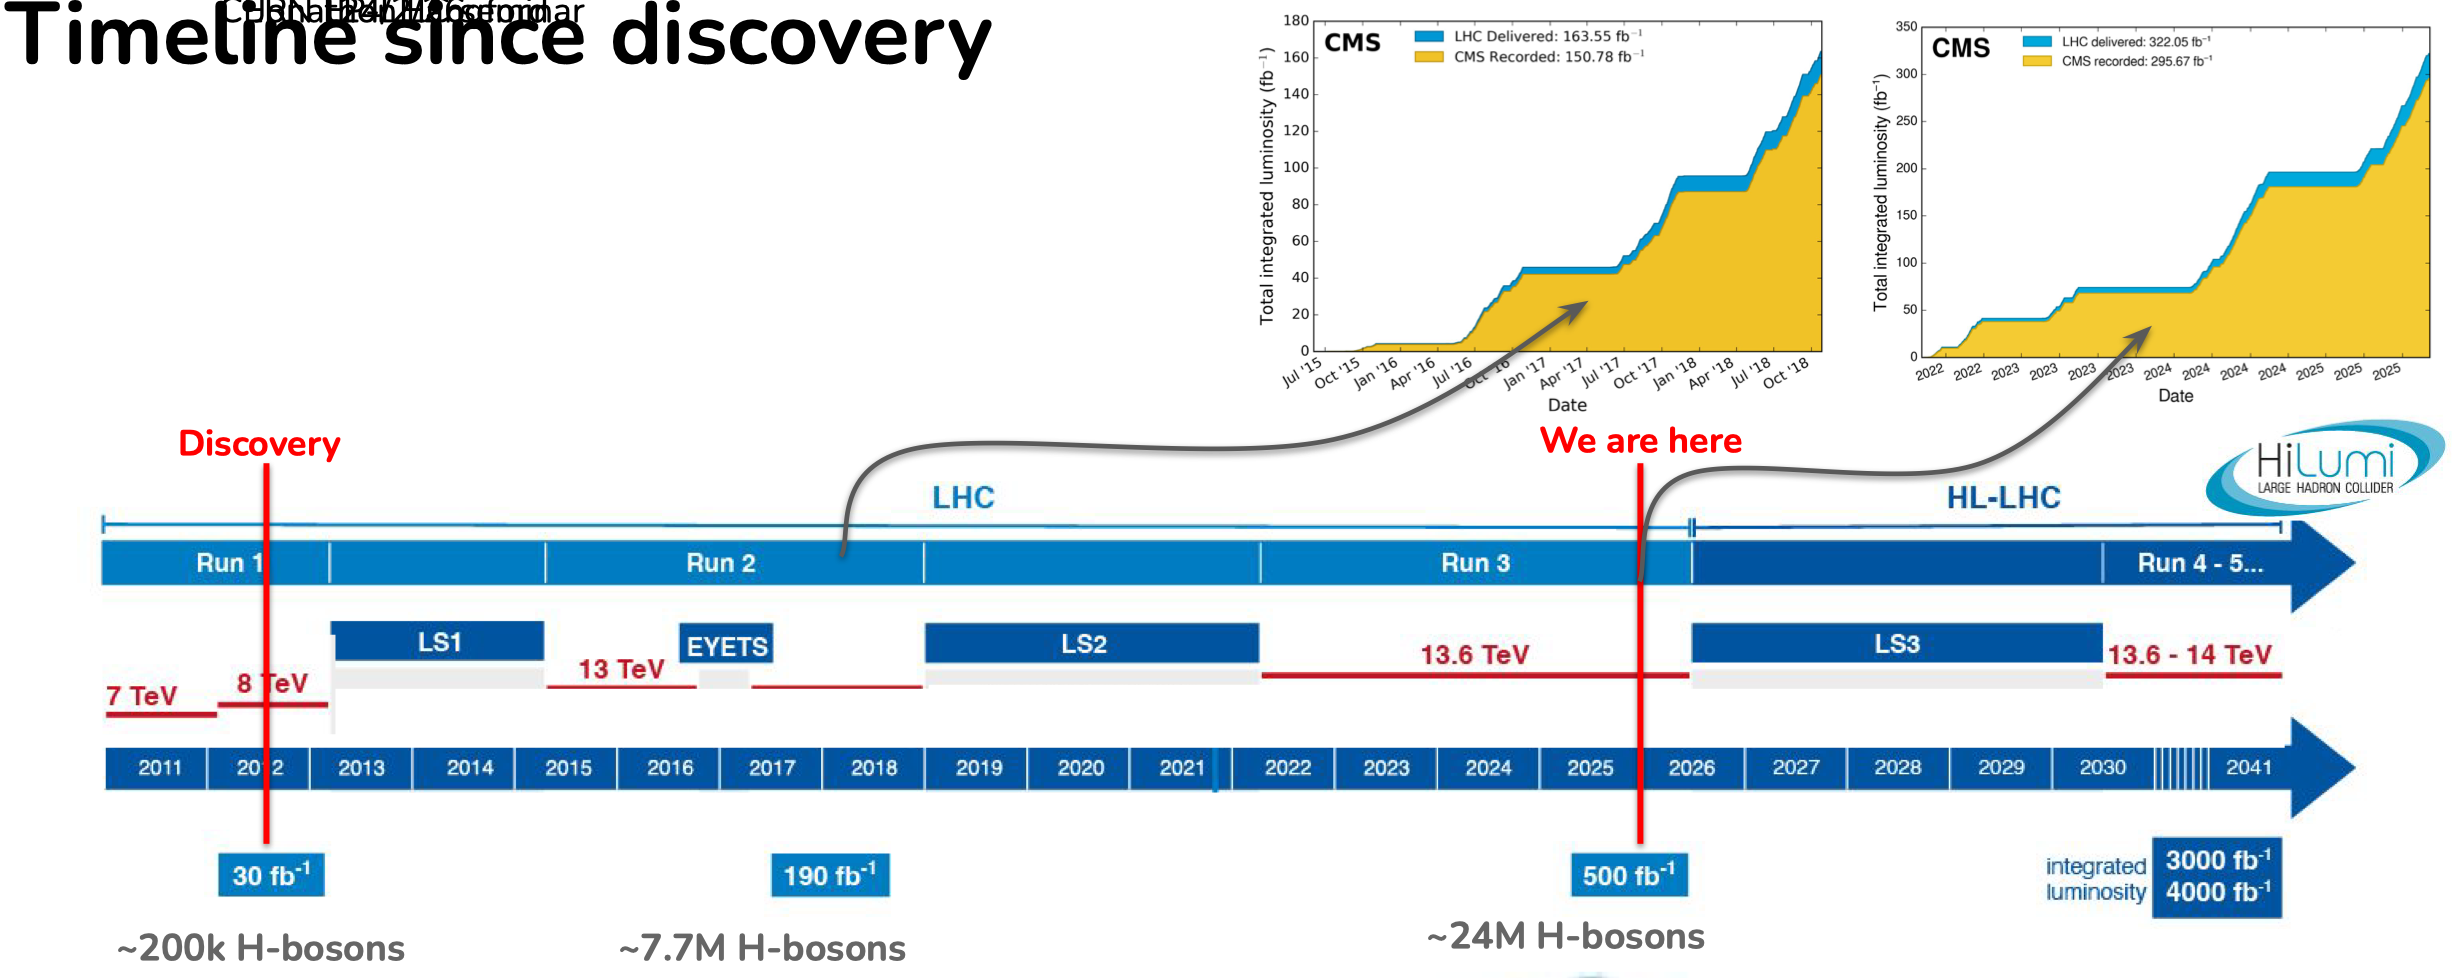 Timeline since discovery
CMS
LHC Delivered: 163.55 fb⁻¹
CMS Recorded: 150.78 fb⁻¹
Total integrated luminosity (fb⁻¹)
180
160
140
120
100
80
60
40
20
0
Jul '15
Oct '15
Jan '16
Apr '16
Jul '16
Oct '16
Jan '17
Apr '17
Jul '17
Oct '17
Jan '18
Apr '18
Jul '18
Oct '18
Date
CMS
LHC delivered: 322.05 fb⁻¹
CMS recorded: 295.67 fb⁻¹
Total integrated luminosity (fb⁻¹)
350
300
250
200
150
100
50
0
2022
2022
2023
2023
2023
2023
2024
2024
2024
2024
2025
2025
2025
Date
Discovery
We are here
HiLumi
LARGE HADRON COLLIDER
LHC
HL-LHC
Run 1
Run 2
Run 3
Run 4 - 5...
LS1
EYETS
LS2
LS3
7 TeV
8 TeV
13 TeV
13.6 TeV
13.6 - 14 TeV
2011 2012 2013 2014 2015 2016 2017 2018 2019 2020 2021 2022 2023 2024 2025 2026 2027 2028 2029 2030 2041
30 fb⁻¹
190 fb⁻¹
500 fb⁻¹
integrated
luminosity
3000 fb⁻¹
4000 fb⁻¹
~200k H-bosons
~7.7M H-bosons
~24M H-bosons